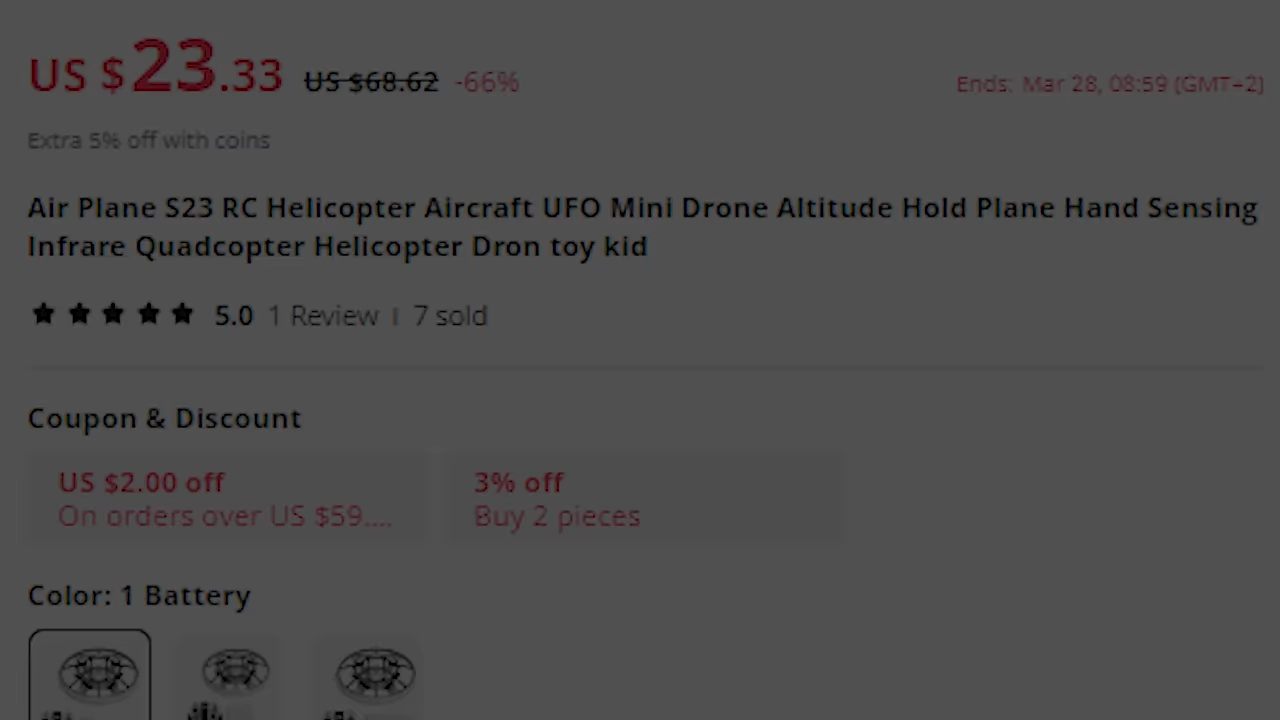 US $23.33 US $68.62 -66% Ends: Mar 28, 08:59 (GMT+2)
Extra 5% off with coins
Air Plane S23 RC Helicopter Aircraft UFO Mini Drone Altitude Hold Plane Hand Sensing
Infrare Quadcopter Helicopter Dron toy kid
5.0 1 Review | 7 sold
Coupon & Discount
US $2.00 off
On orders over US $59....
3% off
Buy 2 pieces
Color: 1 Battery